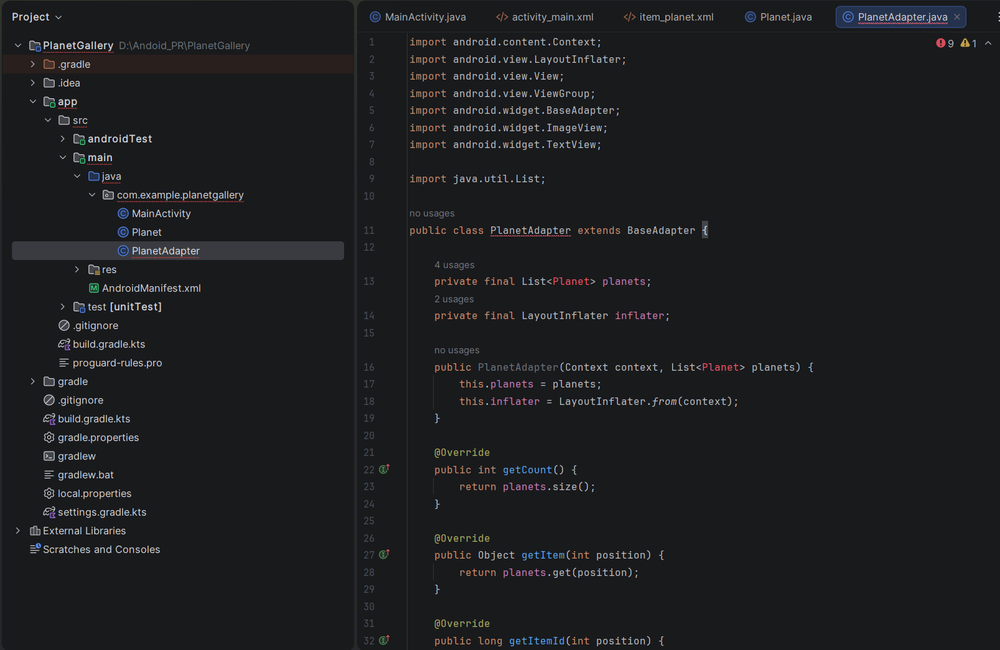 Project
PlanetGallery D:\Andoid_PR\PlanetGallery
.gradle
.idea
app
src
androidTest
main
java
com.example.planetgallery
MainActivity
Planet
PlanetAdapter
res
AndroidManifest.xml
test [unitTest]
.gitignore
build.gradle.kts
proguard-rules.pro
gradle
.gitignore
build.gradle.kts
gradle.properties
gradlew
gradlew.bat
local.properties
settings.gradle.kts
External Libraries
Scratches and Consoles
MainActivity.java activity_main.xml item_planet.xml Planet.java PlanetAdapter.java
9 1
1 import android.content.Context;
2 import android.view.LayoutInflater;
3 import android.view.View;
4 import android.view.ViewGroup;
5 import android.widget.BaseAdapter;
6 import android.widget.ImageView;
7 import android.widget.TextView;
8
9 import java.util.List;
10
no usages
11 public class PlanetAdapter extends BaseAdapter {
12
4 usages
13 private final List<Planet> planets;
2 usages
14 private final LayoutInflater inflater;
15
no usages
16 public PlanetAdapter(Context context, List<Planet> planets) {
17 this.planets = planets;
18 this.inflater = LayoutInflater.from(context);
19 }
20
21 @Override
22 public int getCount() {
23 return planets.size();
24 }
25
26 @Override
27 public Object getItem(int position) {
28 return planets.get(position);
29 }
30
31 @Override
32 public long getItemId(int position) {